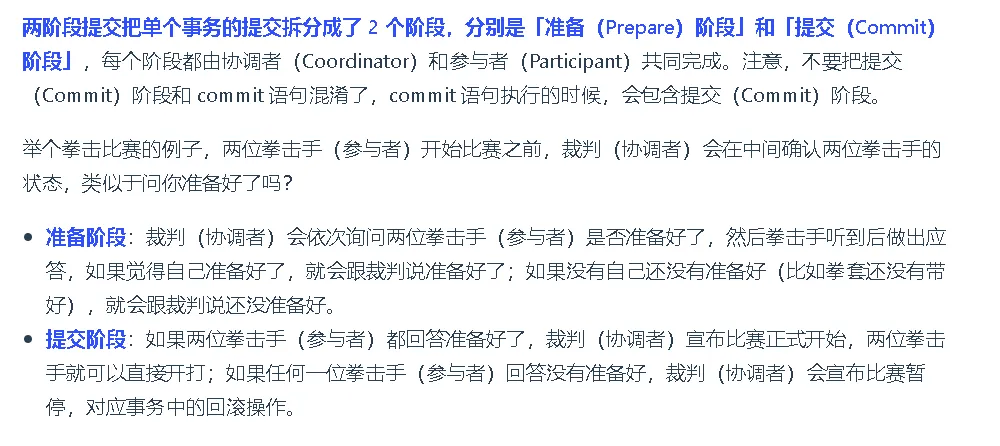 两阶段提交把单个事务的提交拆分成了 2 个阶段，分别是「准备（Prepare）阶段」和「提交（Commit）
阶段」，每个阶段都由协调者（Coordinator）和参与者（Participant）共同完成。注意，不要把提交
（Commit）阶段和 commit 语句混淆了，commit 语句执行的时候，会包含提交（Commit）阶段。
举个拳击比赛的例子，两位拳击手（参与者）开始比赛之前，裁判（协调者）会在中间确认两位拳击手的
状态，类似于问你准备好了吗？
• 准备阶段：裁判（协调者）会依次询问两位拳击手（参与者）是否准备好了，然后拳击手听到后做出应
答，如果觉得自己准备好了，就会跟裁判说准备好了；如果没有自己还没有准备好（比如拳套还没有带
好），就会跟裁判说还没准备好。
• 提交阶段：如果两位拳击手（参与者）都回答准备好了，裁判（协调者）宣布比赛正式开始，两位拳击
手就可以直接开打；如果任何一位拳击手（参与者）回答没有准备好，裁判（协调者）会宣布比赛暂
停，对应事务中的回滚操作。